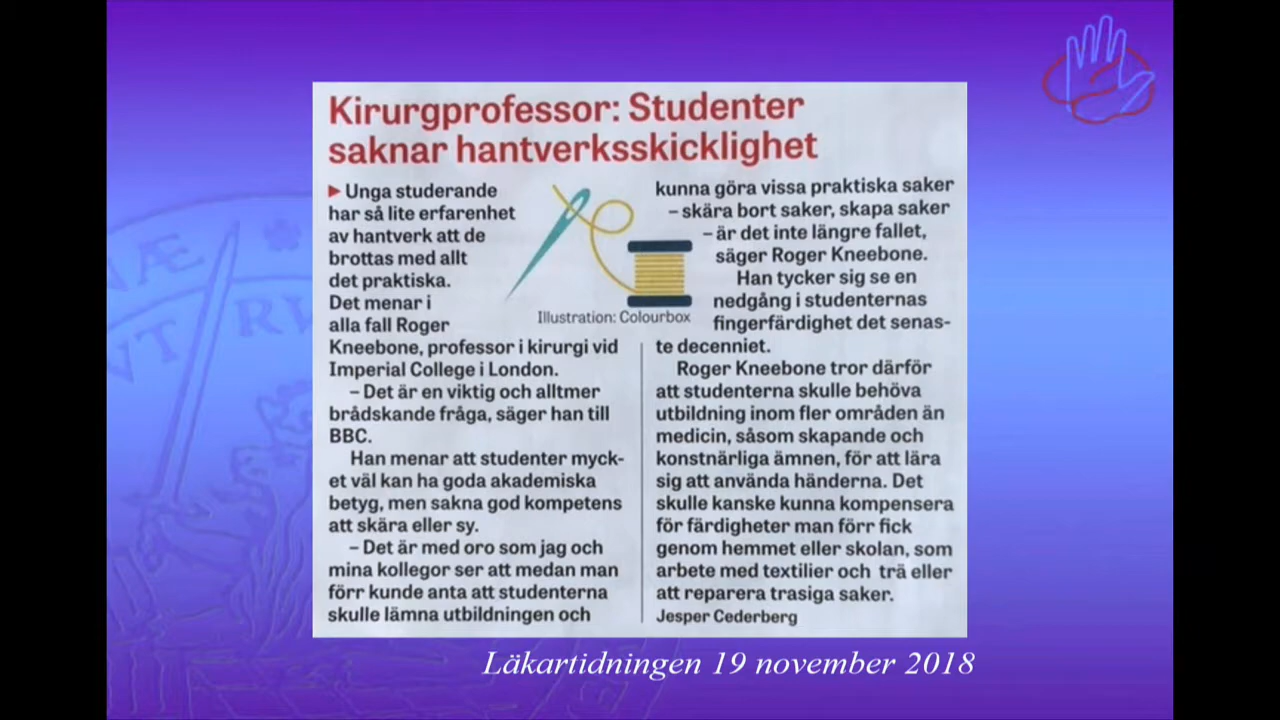 Kirurgprofessor: Studenter
saknar hantverksskicklighet
▶ Unga studerande
har så lite erfarenhet
av hantverk att de
brottas med allt
det praktiska.
Det menar i
alla fall Roger
Kneebone, professor i kirurgi vid
Imperial College i London.
– Det är en viktig och alltmer
brådskande fråga, säger han till
BBC.
Han menar att studenter myck-
et väl kan ha goda akademiska
betyg, men sakna god kompetens
att skära eller sy.
– Det är med oro som jag och
mina kollegor ser att medan man
förr kunde anta att studenterna
skulle lämna utbildningen och
Illustration: Colourbox
kunna göra vissa praktiska saker
– skära bort saker, skapa saker
– är det inte längre fallet,
säger Roger Kneebone.
Han tycker sig se en
nedgång i studenternas
fingerfärdighet det senas-
te decenniet.
Roger Kneebone tror därför
att studenterna skulle behöva
utbildning inom fler områden än
medicin, såsom skapande och
konstnärliga ämnen, för att lära
sig att använda händerna. Det
skulle kanske kunna kompensera
för färdigheter man förr fick
genom hemmet eller skolan, som
arbete med textilier och trä eller
att reparera trasiga saker.
Jesper Cederberg
Läkartidningen 19 november 2018